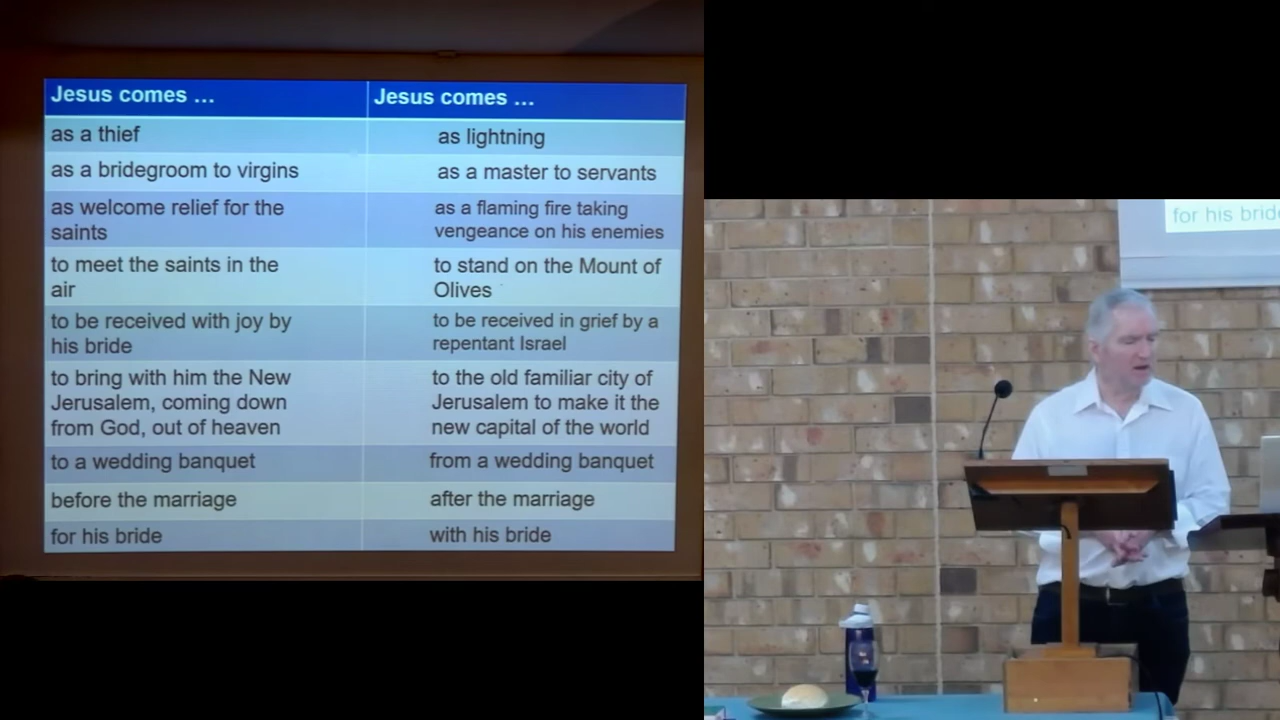 Jesus comes …
Jesus comes …
as a thief
as lightning
as a bridegroom to virgins
as a master to servants
as welcome relief for the
saints
as a flaming fire taking
vengeance on his enemies
to meet the saints in the
air
to stand on the Mount of
Olives
to be received with joy by
his bride
to be received in grief by a
repentant Israel
to bring with him the New
Jerusalem, coming down
from God, out of heaven
to the old familiar city of
Jerusalem to make it the
new capital of the world
to a wedding banquet
from a wedding banquet
before the marriage
after the marriage
for his bride
with his bride
for his brid